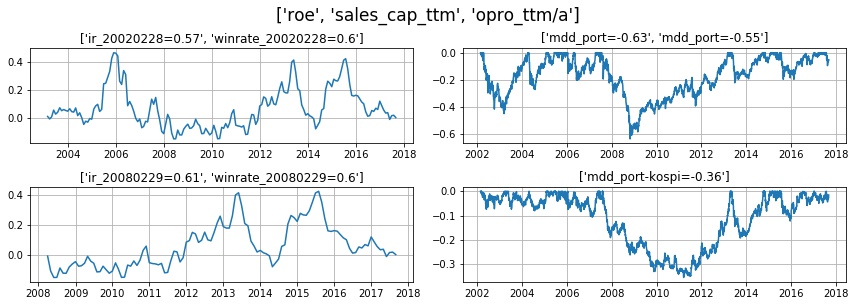 ['roe', 'sales_cap_ttm', 'opro_ttm/a']
['ir_20020228=0.57', 'winrate_20020228=0.6']
0.4
0.2
0.0
2004 2006 2008 2010 2012 2014 2016 2018
['mdd_port=-0.63', 'mdd_port=-0.55']
0.0
−0.2
−0.4
−0.6
2002 2004 2006 2008 2010 2012 2014 2016 2018
['ir_20080229=0.61', 'winrate_20080229=0.6']
0.4
0.2
0.0
2008 2009 2010 2011 2012 2013 2014 2015 2016 2017 2018
['mdd_port-kospi=-0.36']
0.0
−0.1
−0.2
−0.3
2002 2004 2006 2008 2010 2012 2014 2016 2018